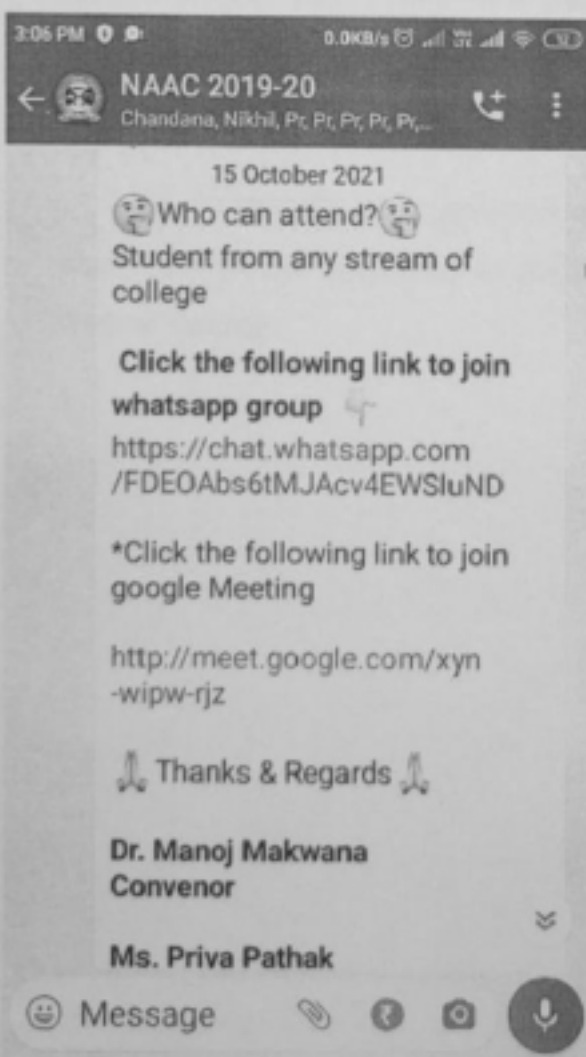 3:06 PM
0.0KB/s
NAAC 2019-20
Chandana, Nikhil, Pr, Pr, Pr, Pr, Pr,...
15 October 2021
🤔Who can attend?🤔
Student from any stream of
college
Click the following link to join
whatsapp group
https://chat.whatsapp.com
/FDEOAbs6tMJAcv4EWSluND
*Click the following link to join
google Meeting
http://meet.google.com/xyn
-wipw-rjz
🙏 Thanks & Regards 🙏
Dr. Manoj Makwana
Convenor
Ms. Priva Pathak
Message